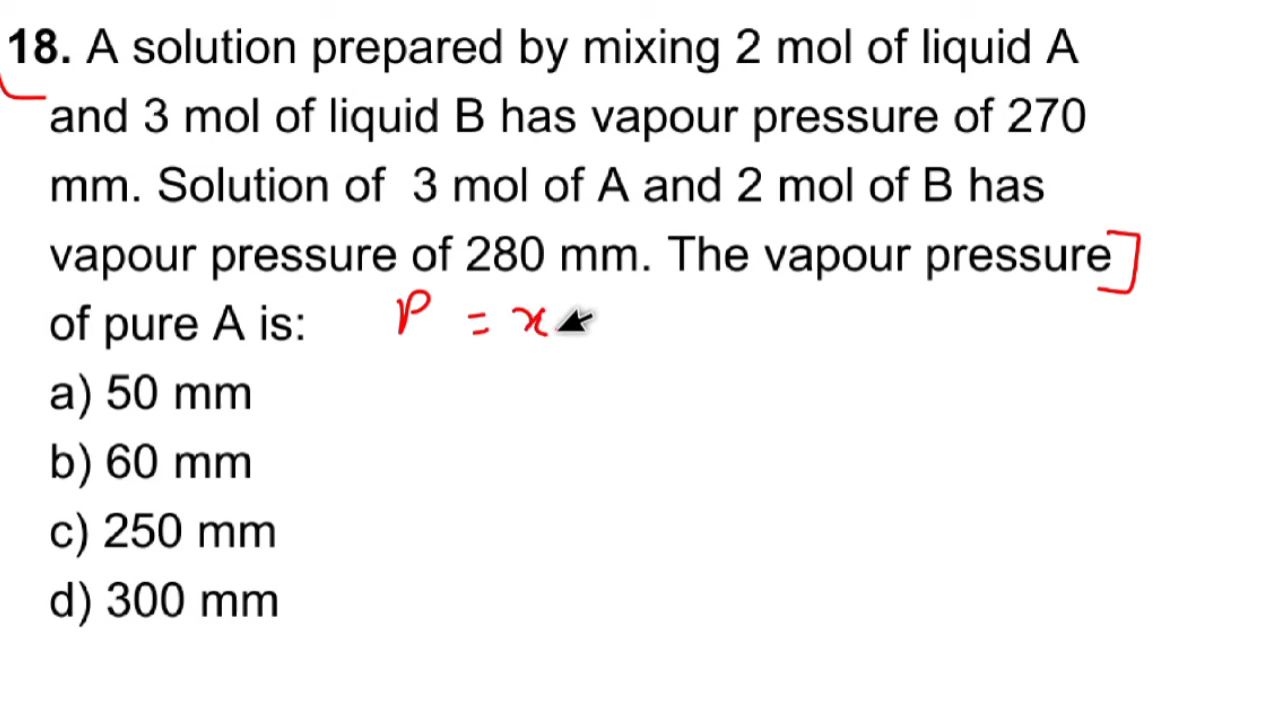 18. A solution prepared by mixing 2 mol of liquid A
and 3 mol of liquid B has vapour pressure of 270
mm. Solution of 3 mol of A and 2 mol of B has
vapour pressure of 280 mm. The vapour pressure
of pure A is: P = x
a) 50 mm
b) 60 mm
c) 250 mm
d) 300 mm